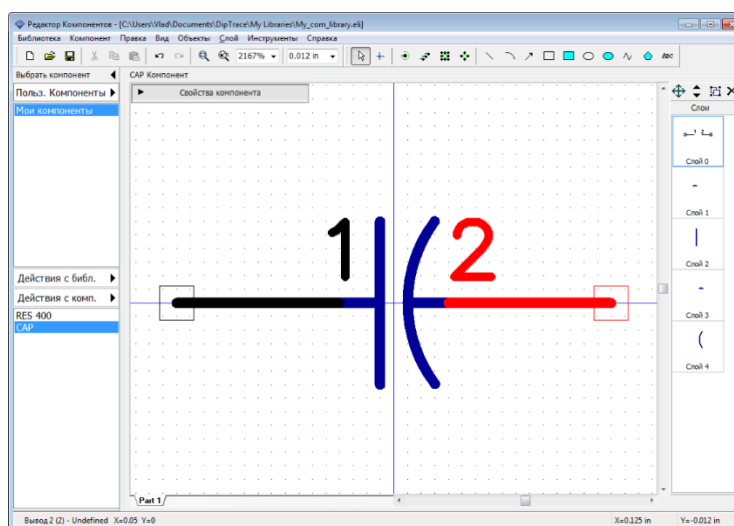 Редактор Компонентов - [C:\Users\Vlad\Documents\DipTrace\My Libraries\My_com_library.eli]
Библиотека Компонент Правка Вид Объекты Слой Инструменты Справка
2167% 0.012 in Abc
Выбрать компонент CAP Компонент
Польз. Компоненты Свойства компонента
Мои компоненты
Слои
Слой 0
Слой 1
Слой 2
Слой 3
Слой 4
1 2
Действия с библ.
Действия с комп.
RES 400
CAP
Part 1
Вывод 2 (2) - Undefined X=0.05 Y=0 X=0.125 in Y=-0.012 in